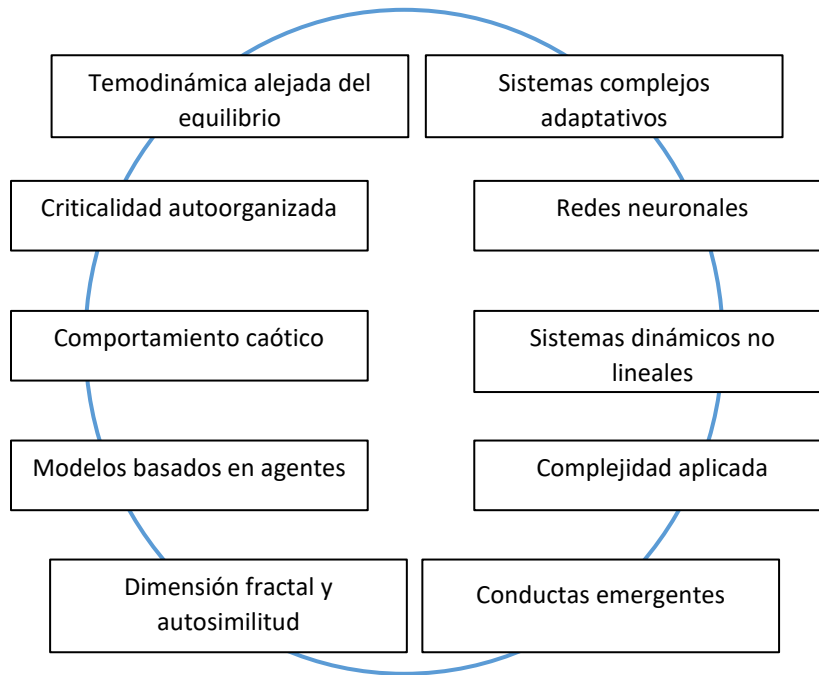 Temodinámica alejada del
equilibrio
Sistemas complejos
adaptativos
Criticalidad autoorganizada
Redes neuronales
Comportamiento caótico
Sistemas dinámicos no
lineales
Modelos basados en agentes
Complejidad aplicada
Dimensión fractal y
autosimilitud
Conductas emergentes